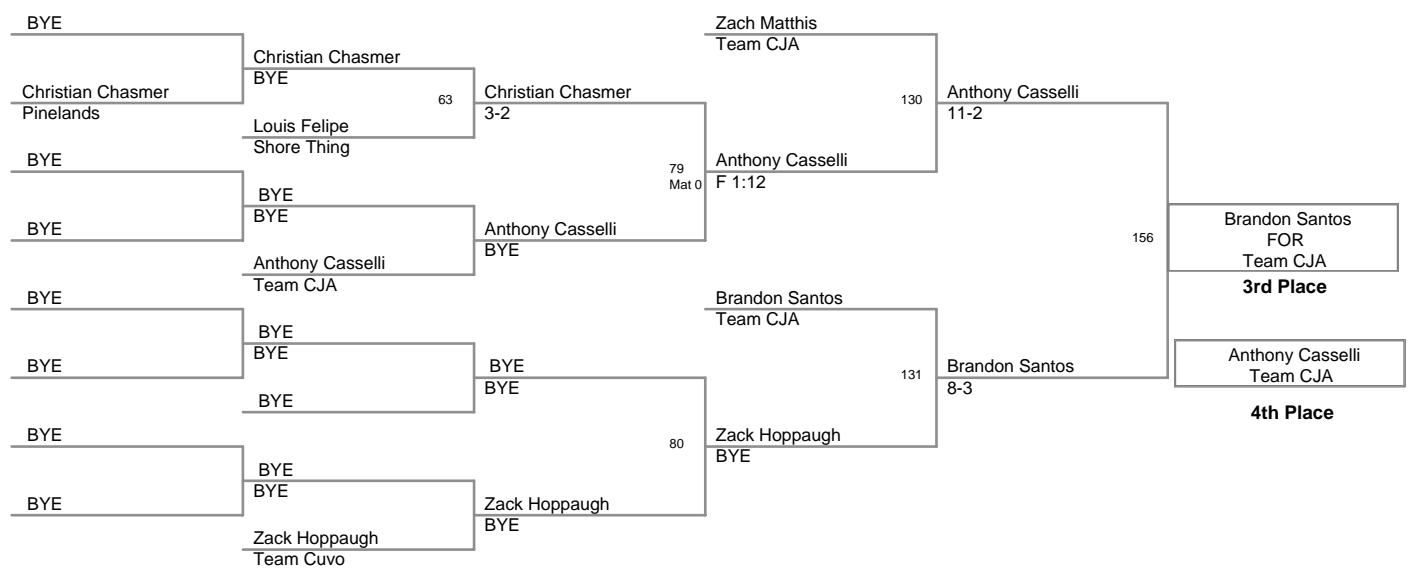 BYE
Christian Chasmer
Pinelands
BYE
BYE
BYE
BYE
BYE
BYE
Christian Chasmer
BYE
63
Louis Felipe
Shore Thing
BYE
BYE
Anthony Casselli
Team CJA
BYE
BYE
BYE
BYE
BYE
Zack Hoppaugh
Team Cuvo
Christian Chasmer
3-2
79
Mat 0
Anthony Casselli
BYE
BYE
BYE
80
Zack Hoppaugh
BYE
Zach Matthis
Team CJA
130
Anthony Casselli
F 1:12
Brandon Santos
Team CJA
131
Zack Hoppaugh
BYE
Anthony Casselli
11-2
156
Brandon Santos
8-3
Brandon Santos
FOR
Team CJA
3rd Place
Anthony Casselli
Team CJA
4th Place